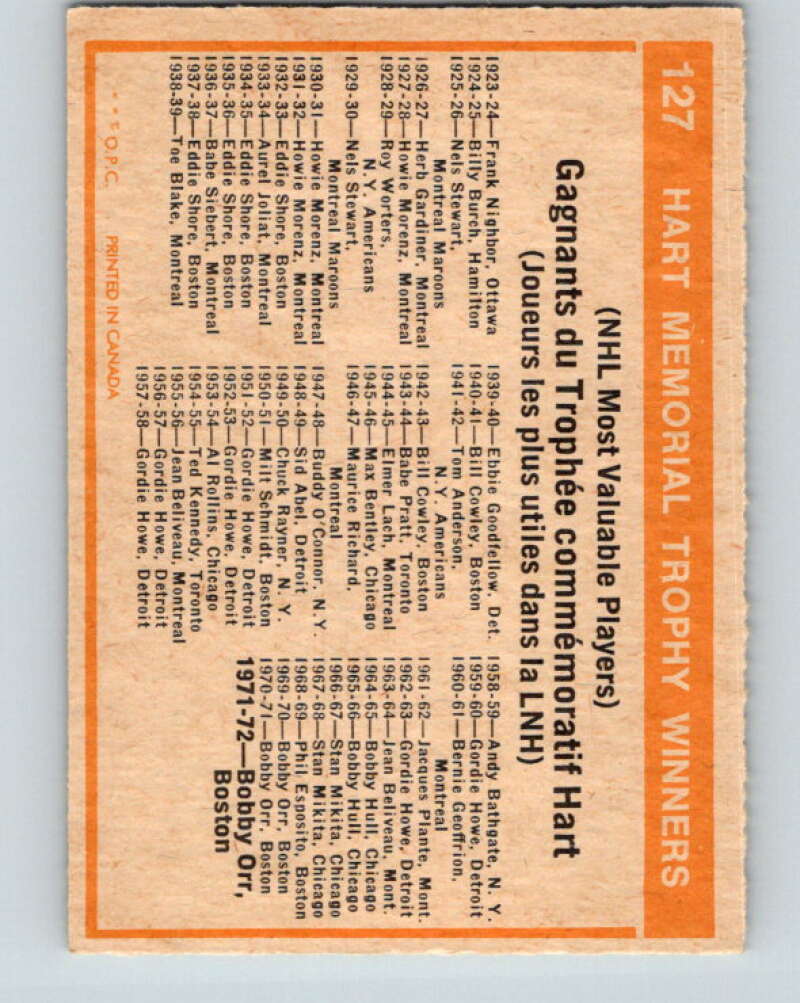 127 HART MEMORIAL TROPHY WINNERS
(NHL Most Valuable Players)
Gagnants du Trophée commémoratif Hart
(Joueurs les plus utiles dans la LNH)
1923-24—Frank Nighbor, Ottawa
1924-25—Billy Burch, Hamilton
1925-26—Nels Stewart,
Montreal Maroons
1926-27—Herb Gardiner, Montreal
1927-28—Howie Morenz, Montreal
1928-29—Roy Worters,
N.Y. Americans
1929-30—Nels Stewart,
Montreal Maroons
1930-31—Howie Morenz, Montreal
1931-32—Howie Morenz, Montreal
1932-33—Eddie Shore, Boston
1933-34—Aurel Joliat, Montreal
1934-35—Eddie Shore, Boston
1935-36—Eddie Shore, Boston
1936-37—Babe Siebert, Montreal
1937-38—Eddie Shore, Boston
1938-39—Toe Blake, Montreal
1939-40—Ebbie Goodfellow, Det.
1940-41—Bill Cowley, Boston
1941-42—Tom Anderson,
N.Y. Americans
1942-43—Bill Cowley, Boston
1943-44—Babe Pratt, Toronto
1944-45—Elmer Lach, Montreal
1945-46—Max Bentley, Chicago
1946-47—Maurice Richard,
Montreal
1947-48—Buddy O'Connor, N.Y.
1948-49—Sid Abel, Detroit
1949-50—Chuck Rayner, N. Y.
1950-51—Milt Schmidt, Boston
1951-52—Gordie Howe, Detroit
1952-53—Gordie Howe, Detroit
1953-54—Al Rollins, Chicago
1954-55—Ted Kennedy, Toronto
1955-56—Jean Beliveau, Montreal
1956-57—Gordie Howe, Detroit
1957-58—Gordie Howe, Detroit
1958-59—Andy Bathgate, N. Y.
1959-60—Gordie Howe, Detroit
1960-61—Bernie Geoffrion,
Montreal
1961-62—Jacques Plante, Mont.
1962-63—Gordie Howe, Detroit
1963-64—Jean Beliveau, Mont.
1964-65—Bobby Hull, Chicago
1965-66—Bobby Hull, Chicago
1966-67—Stan Mikita, Chicago
1967-68—Stan Mikita, Chicago
1968-69—Phil Esposito, Boston
1969-70—Bobby Orr, Boston
1970-71—Bobby Orr, Boston
1971-72—Bobby Orr,
Boston
O.P.C. PRINTED IN CANADA